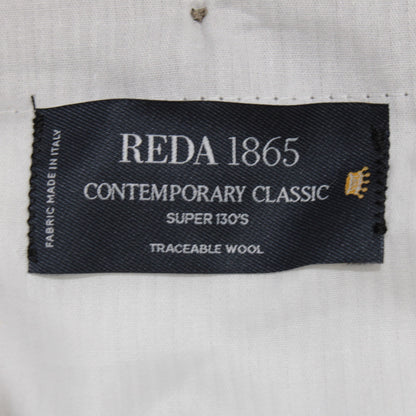 REDA 1865
CONTEMPORARY CLASSIC
SUPER 130'S
TRACEABLE WOOL
FABRIC MADE IN ITALY